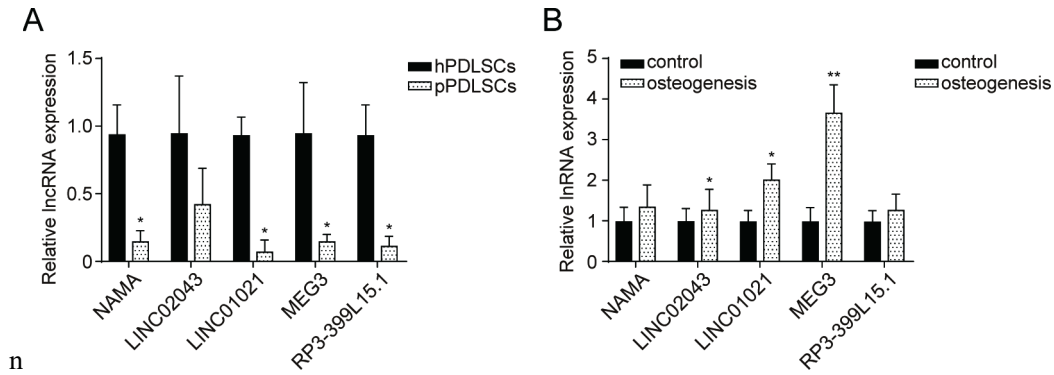 A
B
Relative lncRNA expression
1.5
1.0
0.5
0
hPDLSCs
pPDLSCs
*
*
*
*
NAMA
LINC02043
LINC01021
MEG3
RP3-399L15.1
Relative lnRNA expression
5
4
3
2
1
0
control
osteogenesis
control
osteogenesis
*
*
**
NAMA
LINC02043
LINC01021
MEG3
RP3-399L15.1
n